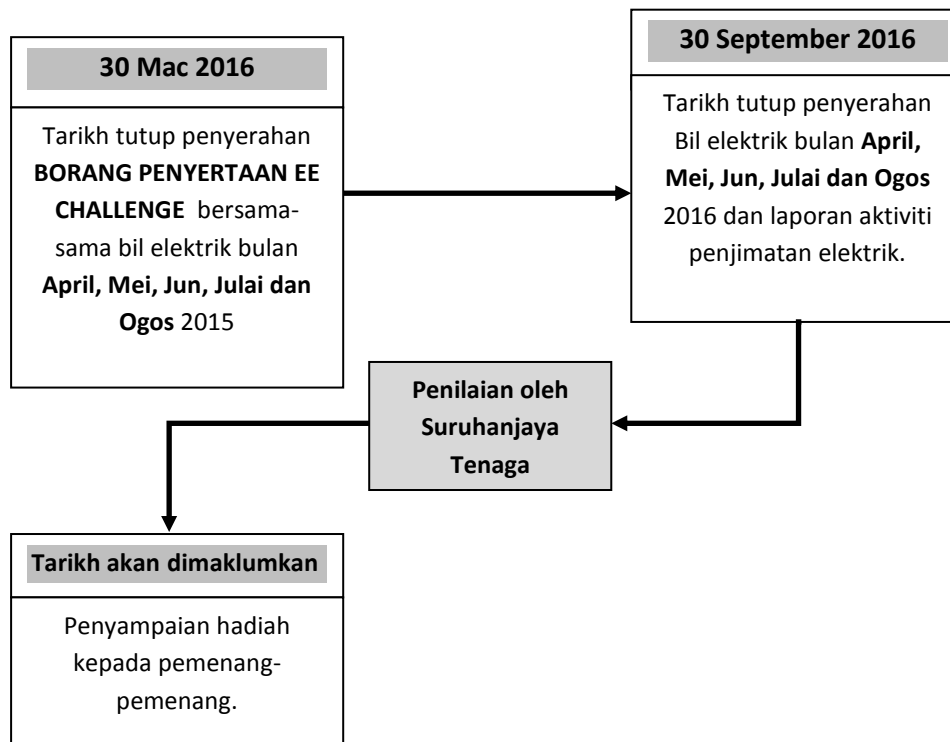 30 Mac 2016
Tarikh tutup penyerahan
BORANG PENYERTAAN EE
CHALLENGE bersama-
sama bil elektrik bulan
April, Mei, Jun, Julai dan
Ogos 2015
30 September 2016
Tarikh tutup penyerahan
Bil elektrik bulan April,
Mei, Jun, Julai dan Ogos
2016 dan laporan aktiviti
penjimatan elektrik.
Penilaian oleh
Suruhanjaya
Tenaga
Tarikh akan dimaklumkan
Penyampaian hadiah
kepada pemenang-
pemenang.